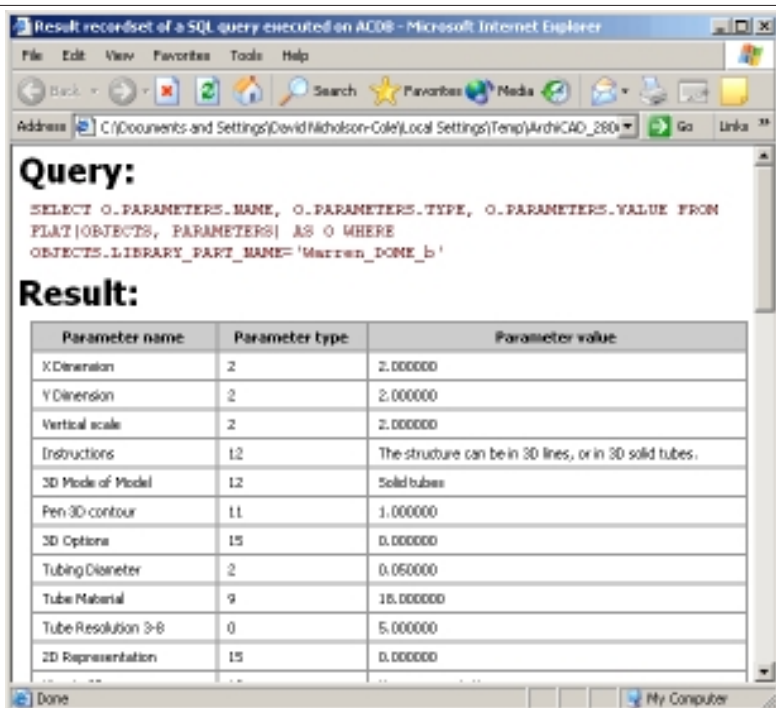 Result recordset of a SQL query executed on ACDB - Microsoft Internet Explorer
File Edit View Favorites Tools Help
Back Search Favorites Media
Address C:\Documents and Settings\David Nicholson-Cole\Local Settings\Temp\ArchiCAD_280 Go Links »
Query:
SELECT O.PARAMETERS.NAME, O.PARAMETERS.TYPE, O.PARAMETERS.VALUE FROM
FLAT|OBJECTS, PARAMETERS| AS O WHERE
OBJECTS.LIBRARY_PART_NAME='Warren_DOME_b'
Result:
Parameter name Parameter type Parameter value
X Dimension 2 2.000000
Y Dimension 2 2.000000
Vertical scale 2 2.000000
Instructions 12 The structure can be in 3D lines, or in 3D solid tubes.
3D Mode of Model 12 Solid tubes
Pen 3D contour 11 1.000000
3D Options 15 0.000000
Tubing Diameter 2 0.050000
Tube Material 9 18.000000
Tube Resolution 3-8 0 5.000000
2D Representation 15 0.000000
Done My Computer